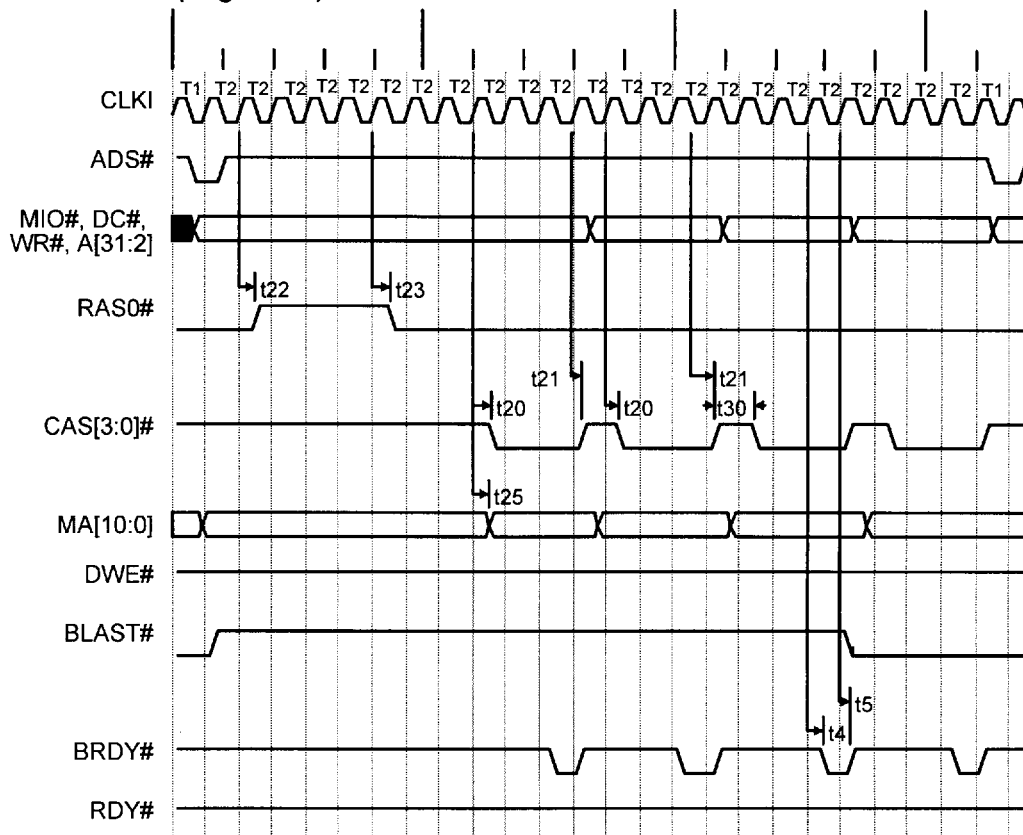 T1 T2 T2 T2 T2 T2 T2 T2 T2 T2 T2 T2 T2 T2 T2 T2 T2 T2 T2 T2 T2 T2 T2 T2 T1
CLKI
ADS#
MIO#, DC#,
WR#, A[31:2]
t22 t23
RAS0#
t21 t21
t20 t20 t30
CAS[3:0]#
t25
MA[10:0]
DWE#
BLAST#
t5
t4
BRDY#
RDY#